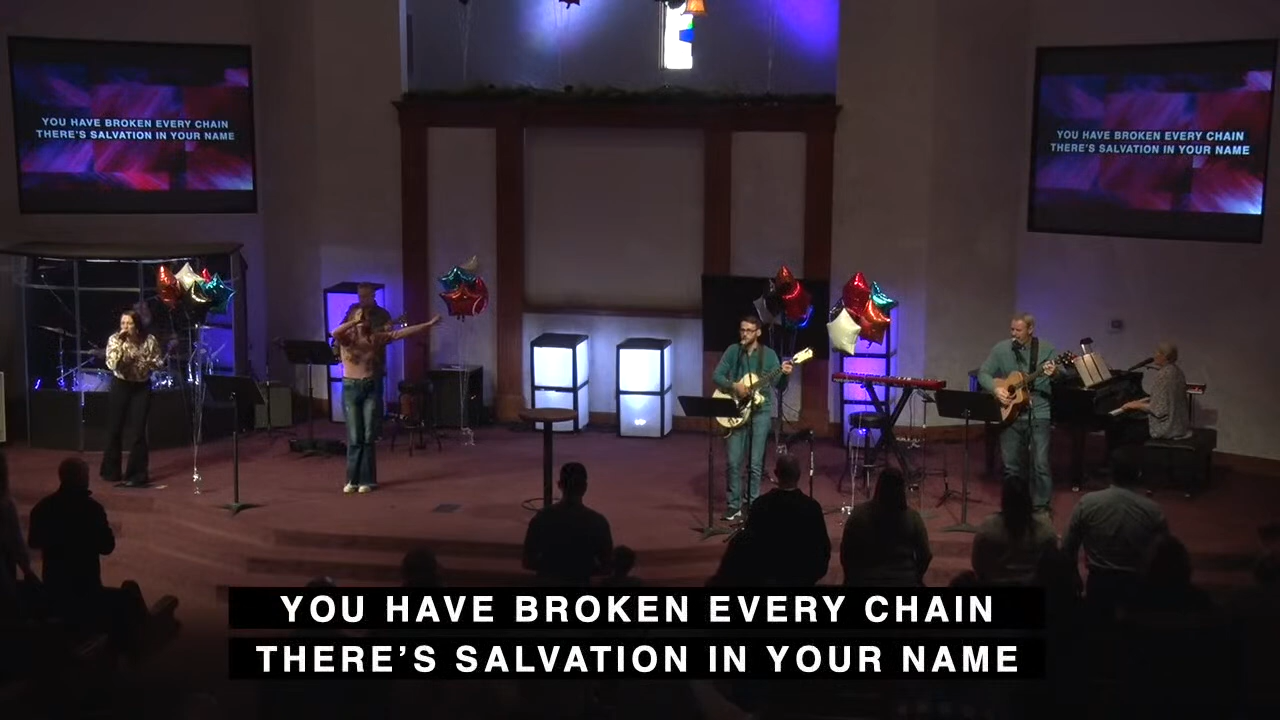 YOU HAVE BROKEN EVERY CHAIN
THERE'S SALVATION IN YOUR NAME
YOU HAVE BROKEN EVERY CHAIN
THERE'S SALVATION IN YOUR NAME
YOU HAVE BROKEN EVERY CHAIN
THERE’S SALVATION IN YOUR NAME